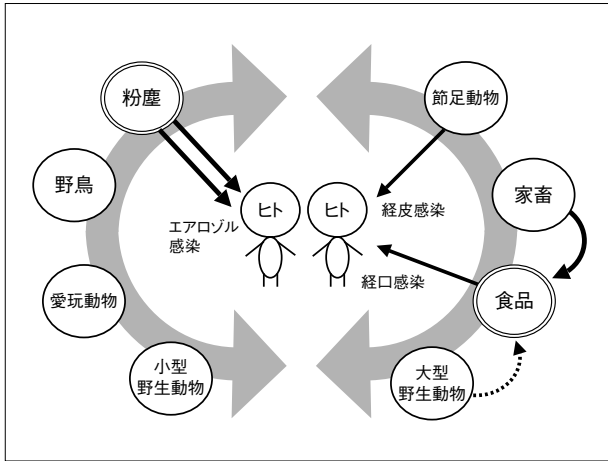 粉塵
野鳥
愛玩動物
小型
野生動物
エアロゾル
感染
ヒト
ヒト
節足動物
経皮感染
家畜
経口感染
食品
大型
野生動物